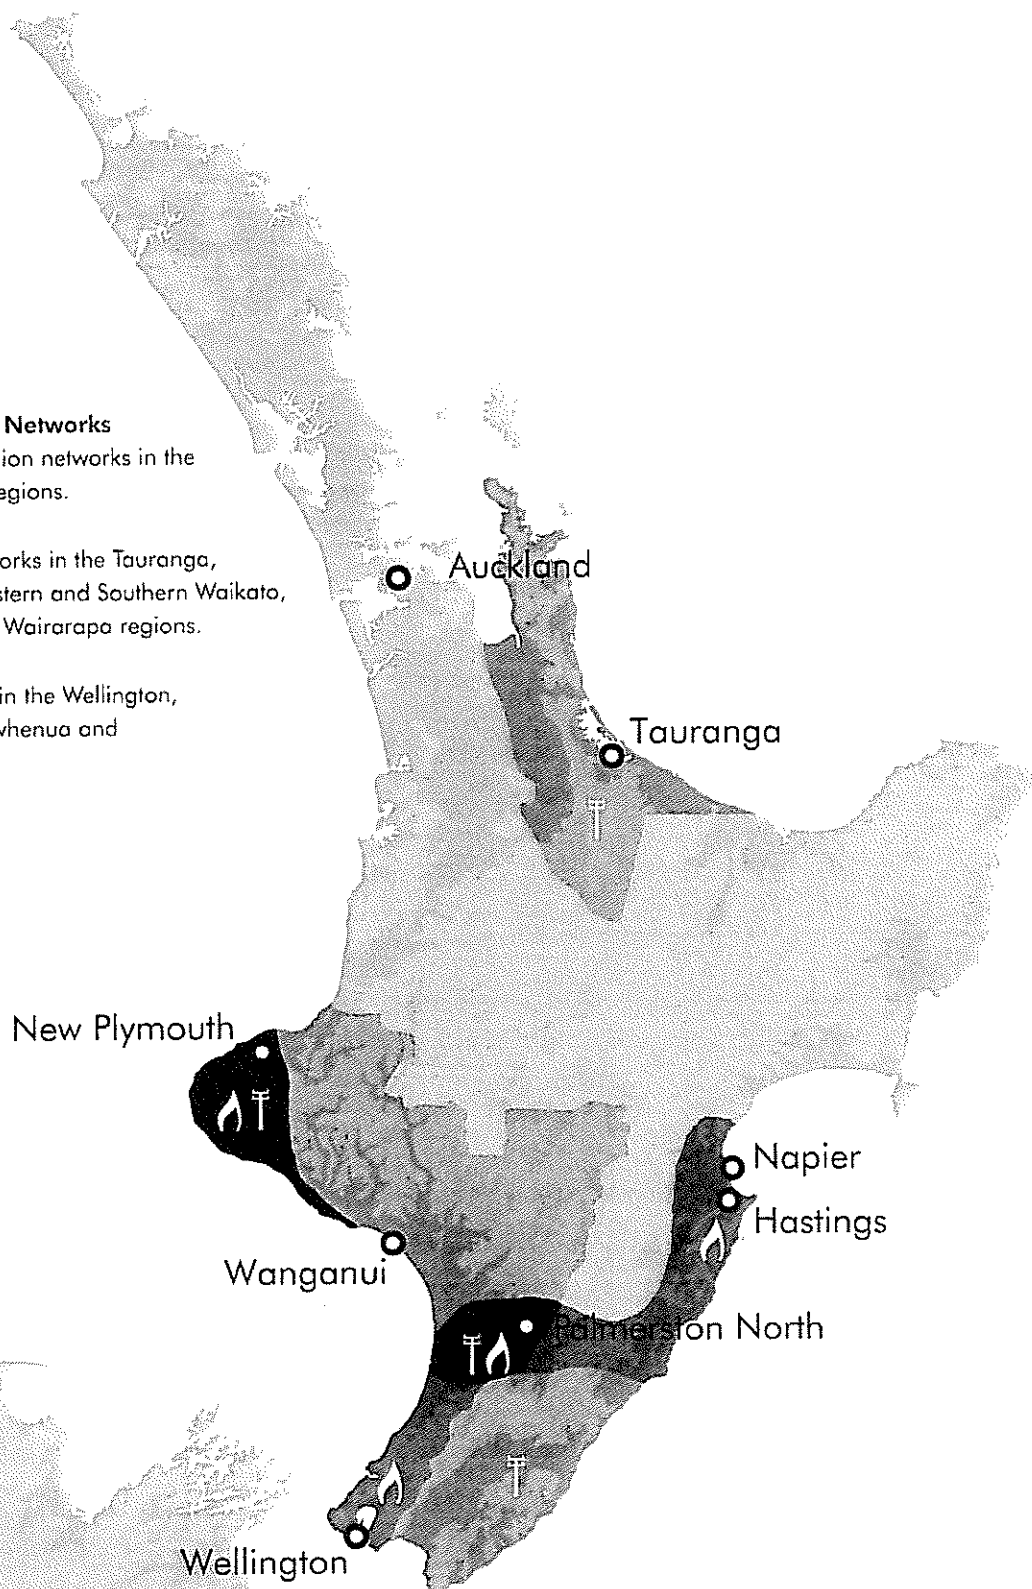 Networks
ion networks in the
egions.
orks in the Tauranga,
stern and Southern Waikato,
Wairarapa regions.
in the Wellington,
whenua and
Auckland
Tauranga
New Plymouth
Napier
Hastings
Wanganui
Palmerston North
Wellington